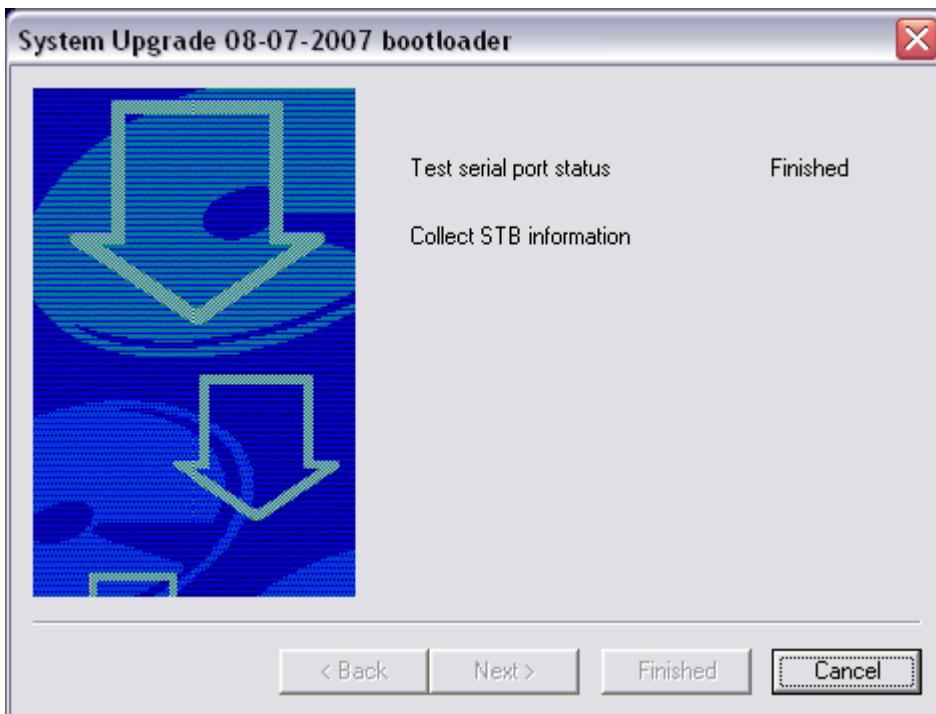 System Upgrade 08-07-2007 bootloader
Test serial port status Finished
Collect STB information
< Back Next > Finished Cancel